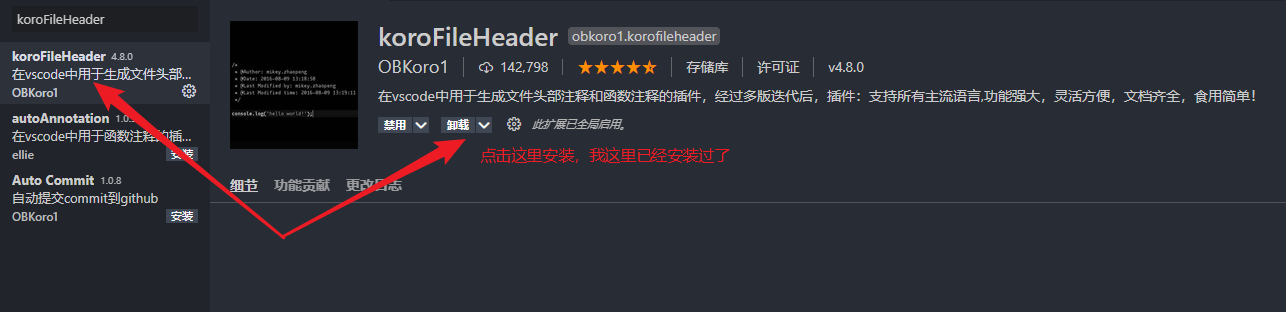 koroFileHeader
koroFileHeader 4.8.0
在vscode中用于生成文件头部...
OBKoro1
autoAnnotation 1.0.
在vscode中用于函数注释的插...
ellie 安装
Auto Commit 1.0.8
自动提交commit到github
OBKoro1 安装
/*
* @Author: mikey.zhaopeng
* @Date: 2016-08-09 13:18:50
* @Last Modified by: mikey.zhaopeng
* @Last Modified time: 2016-08-09 13:19:11
*/
console.log("hello world!");
koroFileHeader obkoro1.korofileheader
OBKoro1 142,798 存储库 许可证 v4.8.0
在vscode中用于生成文件头部注释和函数注释的插件，经过多版迭代后，插件：支持所有主流语言,功能强大，灵活方便，文档齐全，食用简单！
禁用 卸载 此扩展已全局启用。
点击这里安装，我这里已经安装过了
细节 功能贡献 更改日志